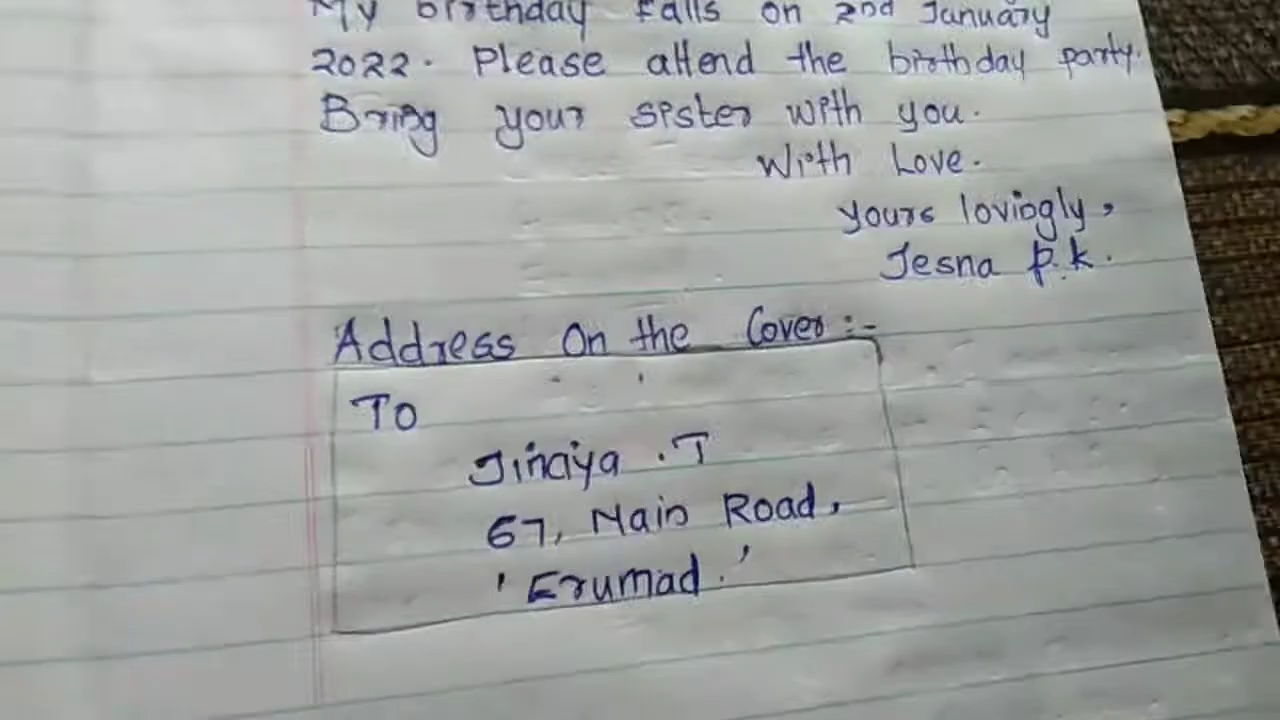 My birthday falls on 2nd January
2022. Please attend the birthday party.
Bring your sister with you.
With Love.
Yours lovingly,
Jesna P.K.
Address On the Cover:-
To
Jinciya .T
67, Main Road,
'Erumad.'